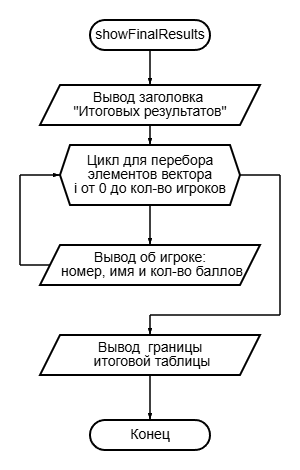 showFinalResults
Вывод заголовка
"Итоговых результатов"
Цикл для перебора
элементов вектора
i от 0 до кол-во игроков
Вывод об игроке:
номер, имя и кол-во баллов
Вывод границы
итоговой таблицы
Конец